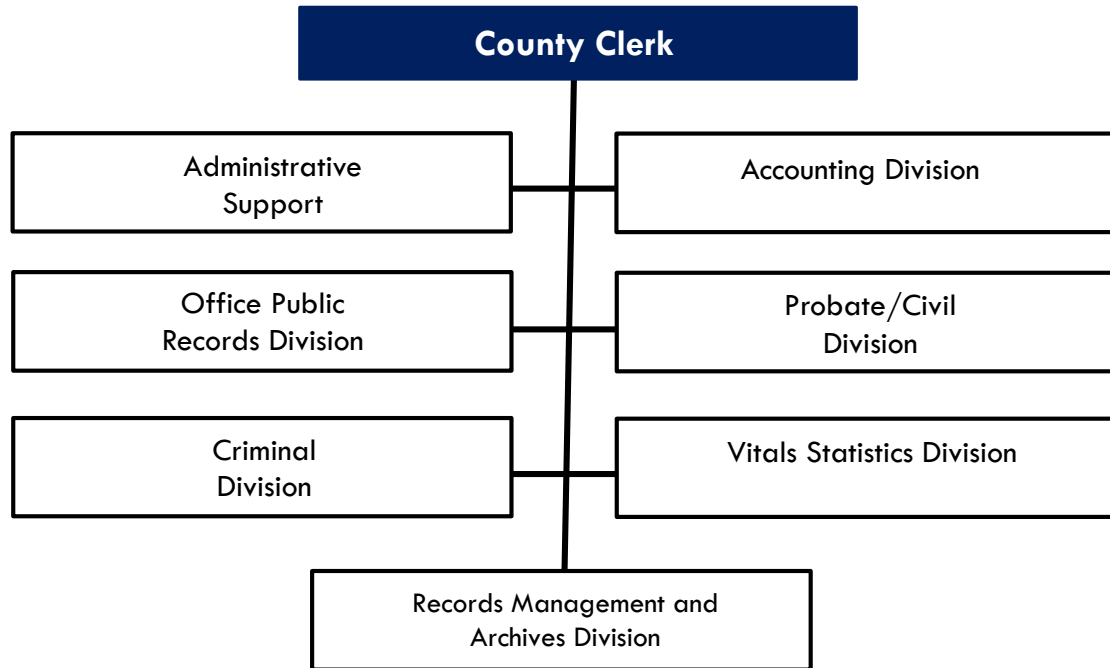 County Clerk
Administrative
Support
Accounting Division
Office Public
Records Division
Probate/Civil
Division
Criminal
Division
Vitals Statistics Division
Records Management and
Archives Division